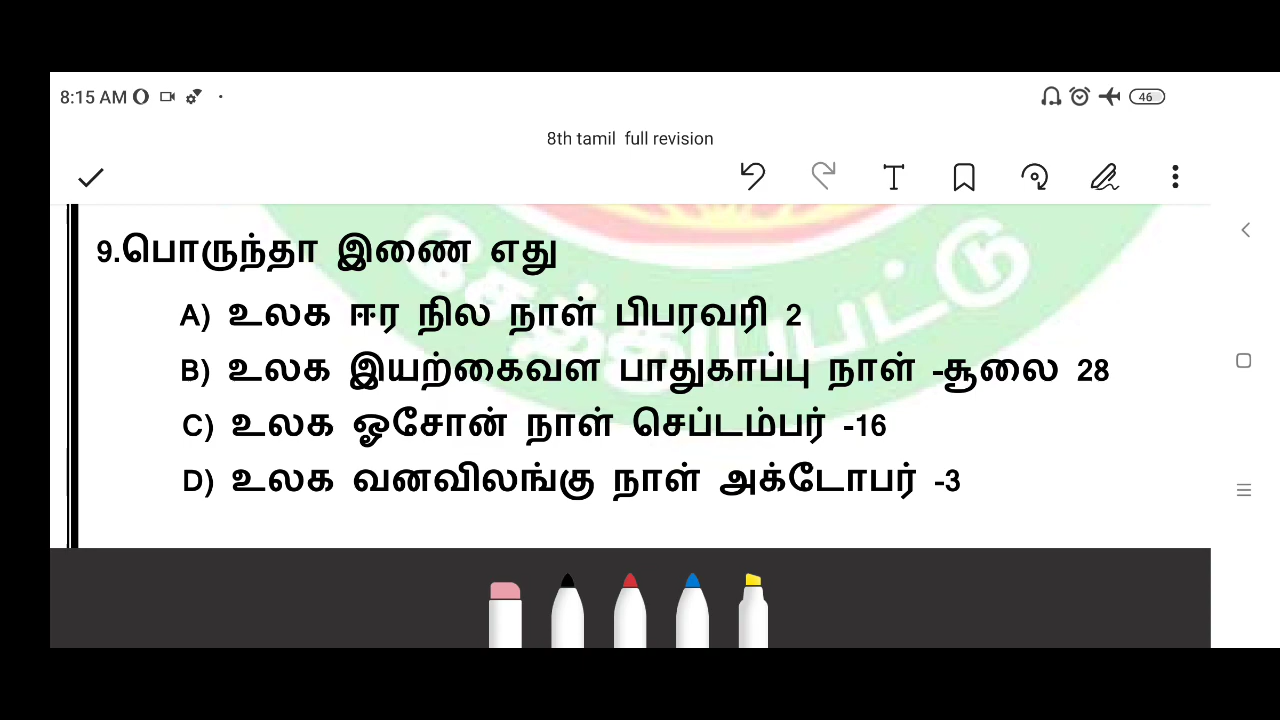 8:15 AM
46
8th tamil full revision
9.பொருந்தா இணை எது
A) உலக ஈர நில நாள் பிபரவரி 2
B) உலக இயற்கைவள பாதுகாப்பு நாள் -சூலை 28
C) உலக ஓசோன் நாள் செப்டம்பர் -16
D) உலக வனவிலங்கு நாள் அக்டோபர் -3
சேத்துப்பட்டு